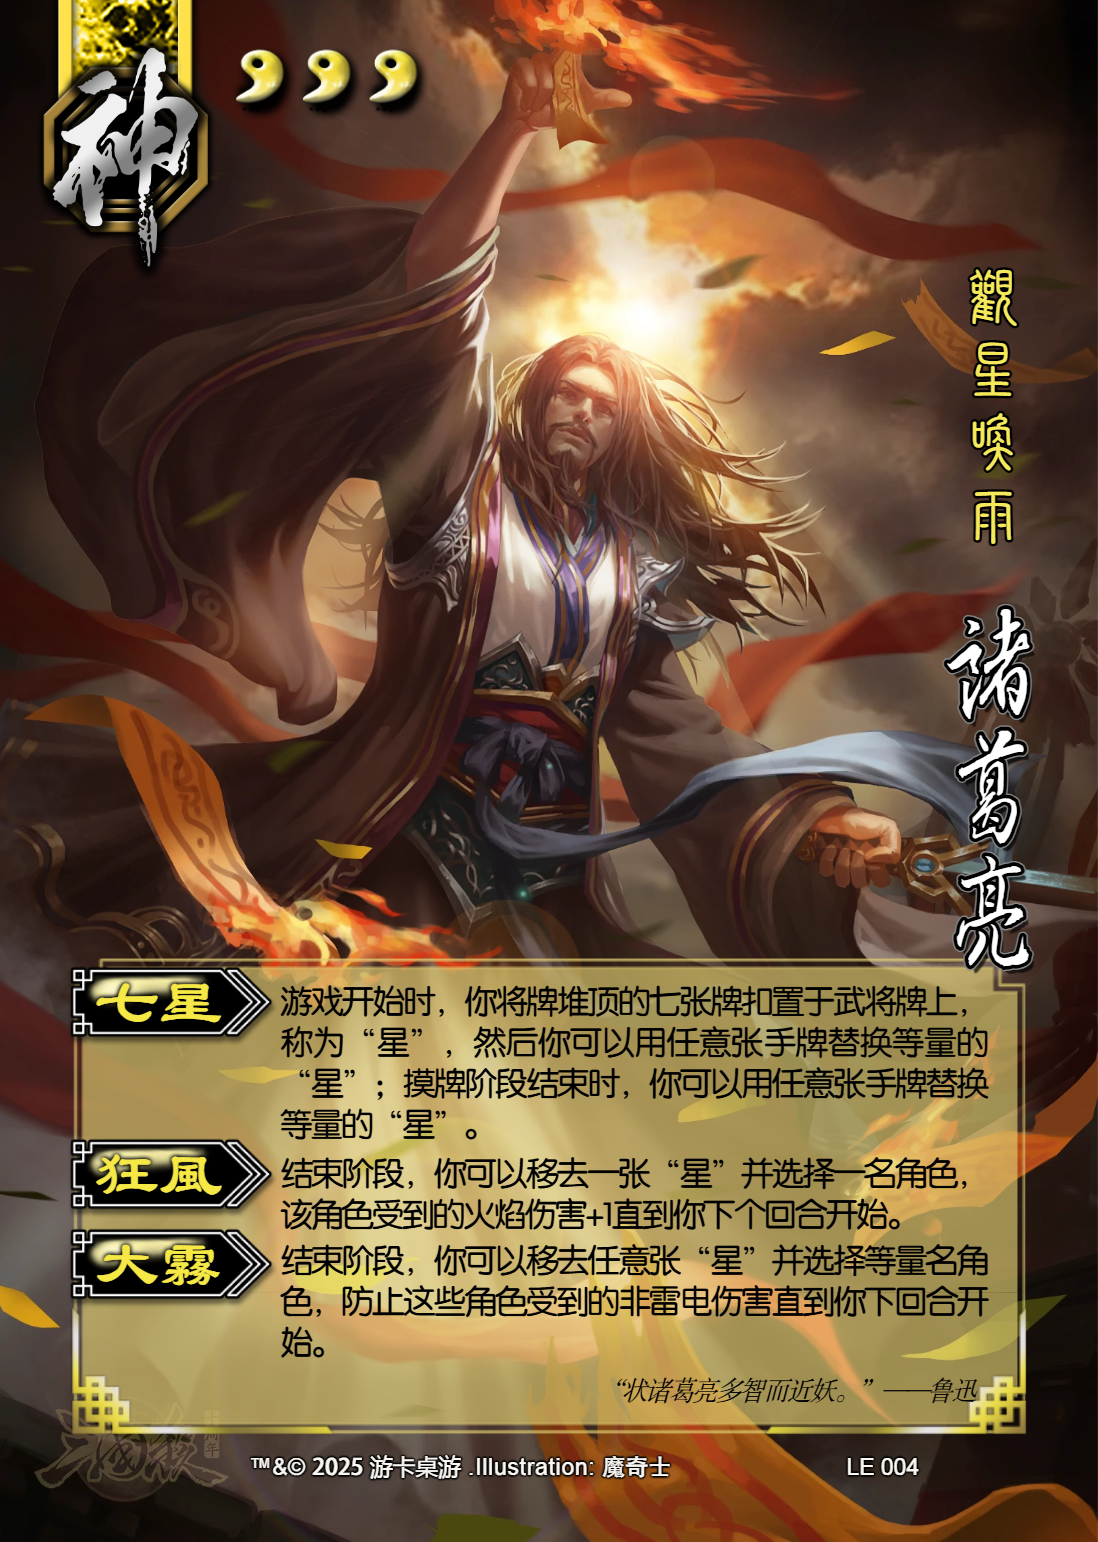 神
觀星喚雨
諸葛亮
七星
游戏开始时，你将牌堆顶的七张牌扣置于武将牌上，
称为“星”，然后你可以用任意张手牌替换等量的
“星”；摸牌阶段结束时，你可以用任意张手牌替换
等量的“星”。
狂風
结束阶段，你可以移去一张“星”并选择一名角色，
该角色受到的火焰伤害+1直到你下个回合开始。
大霧
结束阶段，你可以移去任意张“星”并选择等量名角
色，防止这些角色受到的非雷电伤害直到你下回合开
始。
“状诸葛亮多智而近妖。”——鲁迅
™&© 2025 游卡桌游 .Illustration: 魔奇士
LE 004